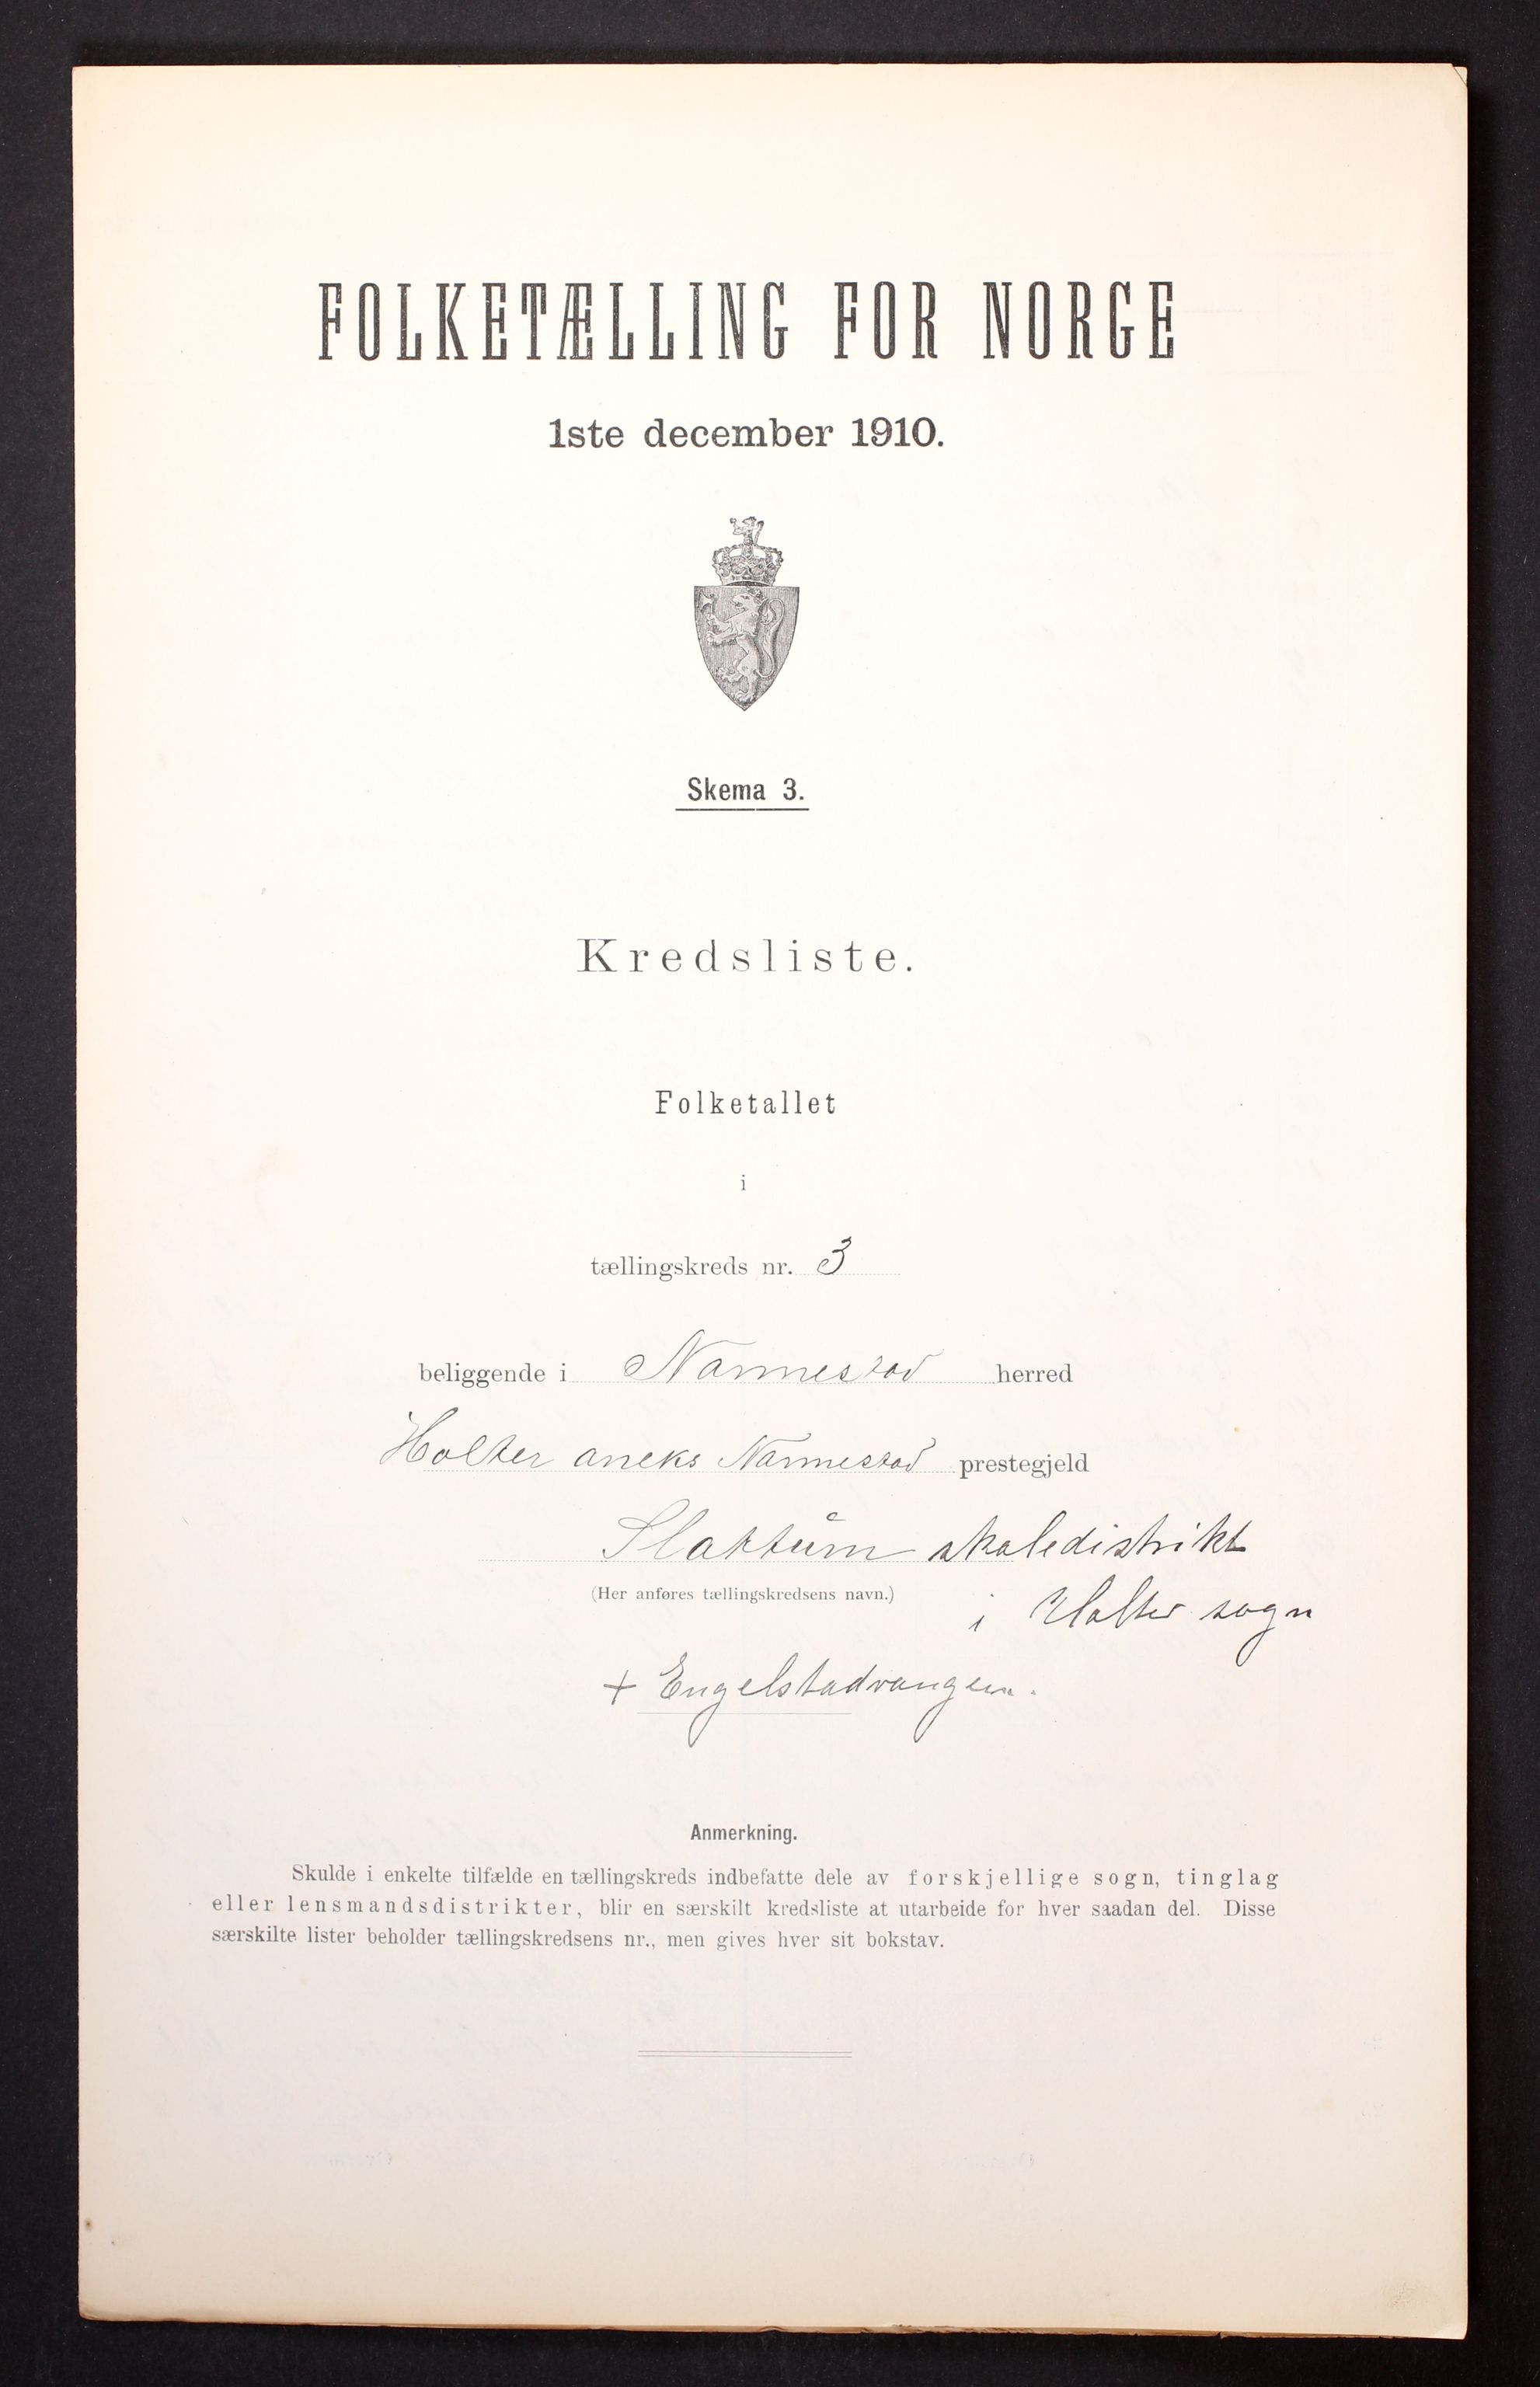 FOLKETÆLLING FOR NORGE
1ste december 1910.
Skema 3.
Kredsliste.
Folketallet
i
tællingskreds nr. 3
beliggende i Nannestad herred
Holter aneks Nannestad prestegjeld
Slattum skoledistrikt
(Her anføres tællingskredsens navn.)
i Holter sogn
+ Engelstadvangen.
Anmerkning.
Skulde i enkelte tilfælde en tællingskreds indbefatte dele av forskjellige sogn, tinglag
eller lensmandsdistrikter, blir en særskilt kredsliste at utarbeide for hver saadan del. Disse
særskilte lister beholder tællingskredsens nr., men gives hver sit bokstav.